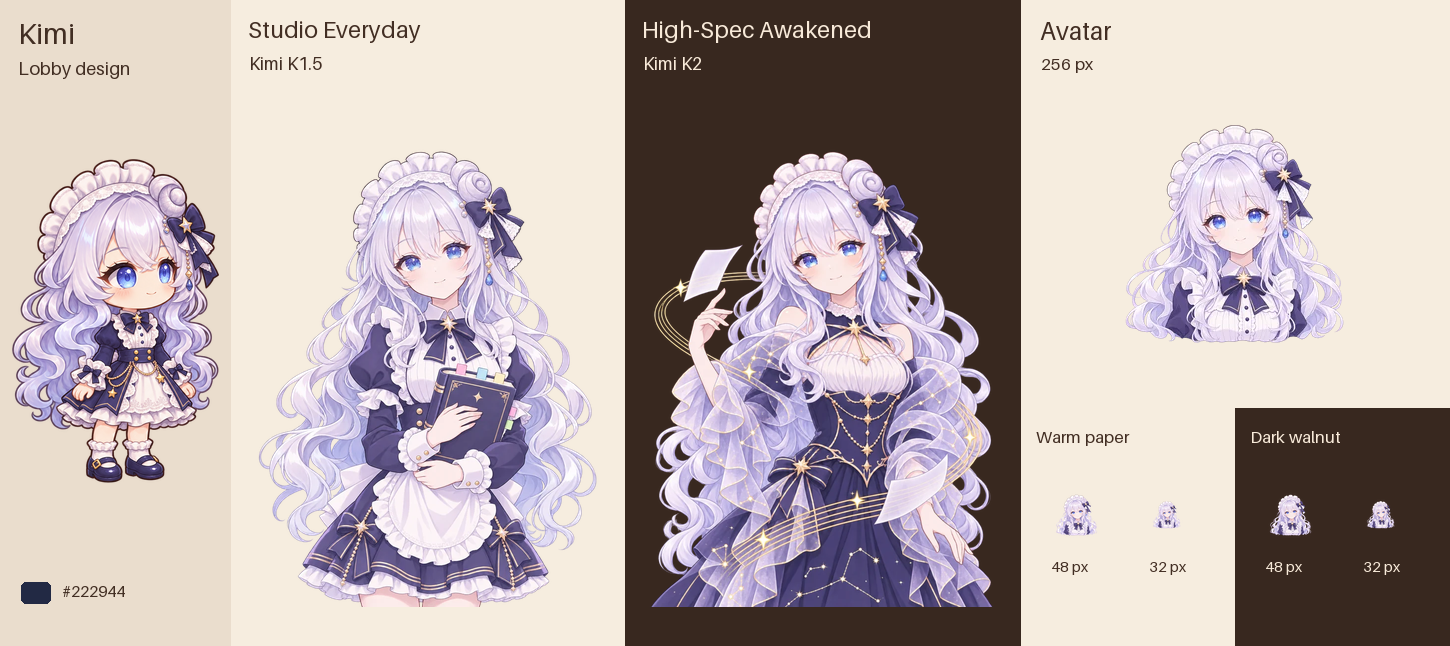 Kimi
Lobby design
#222944
Studio Everyday
Kimi K1.5
High-Spec Awakened
Kimi K2
Avatar
256 px
Warm paper
48 px
32 px
Dark walnut
48 px
32 px